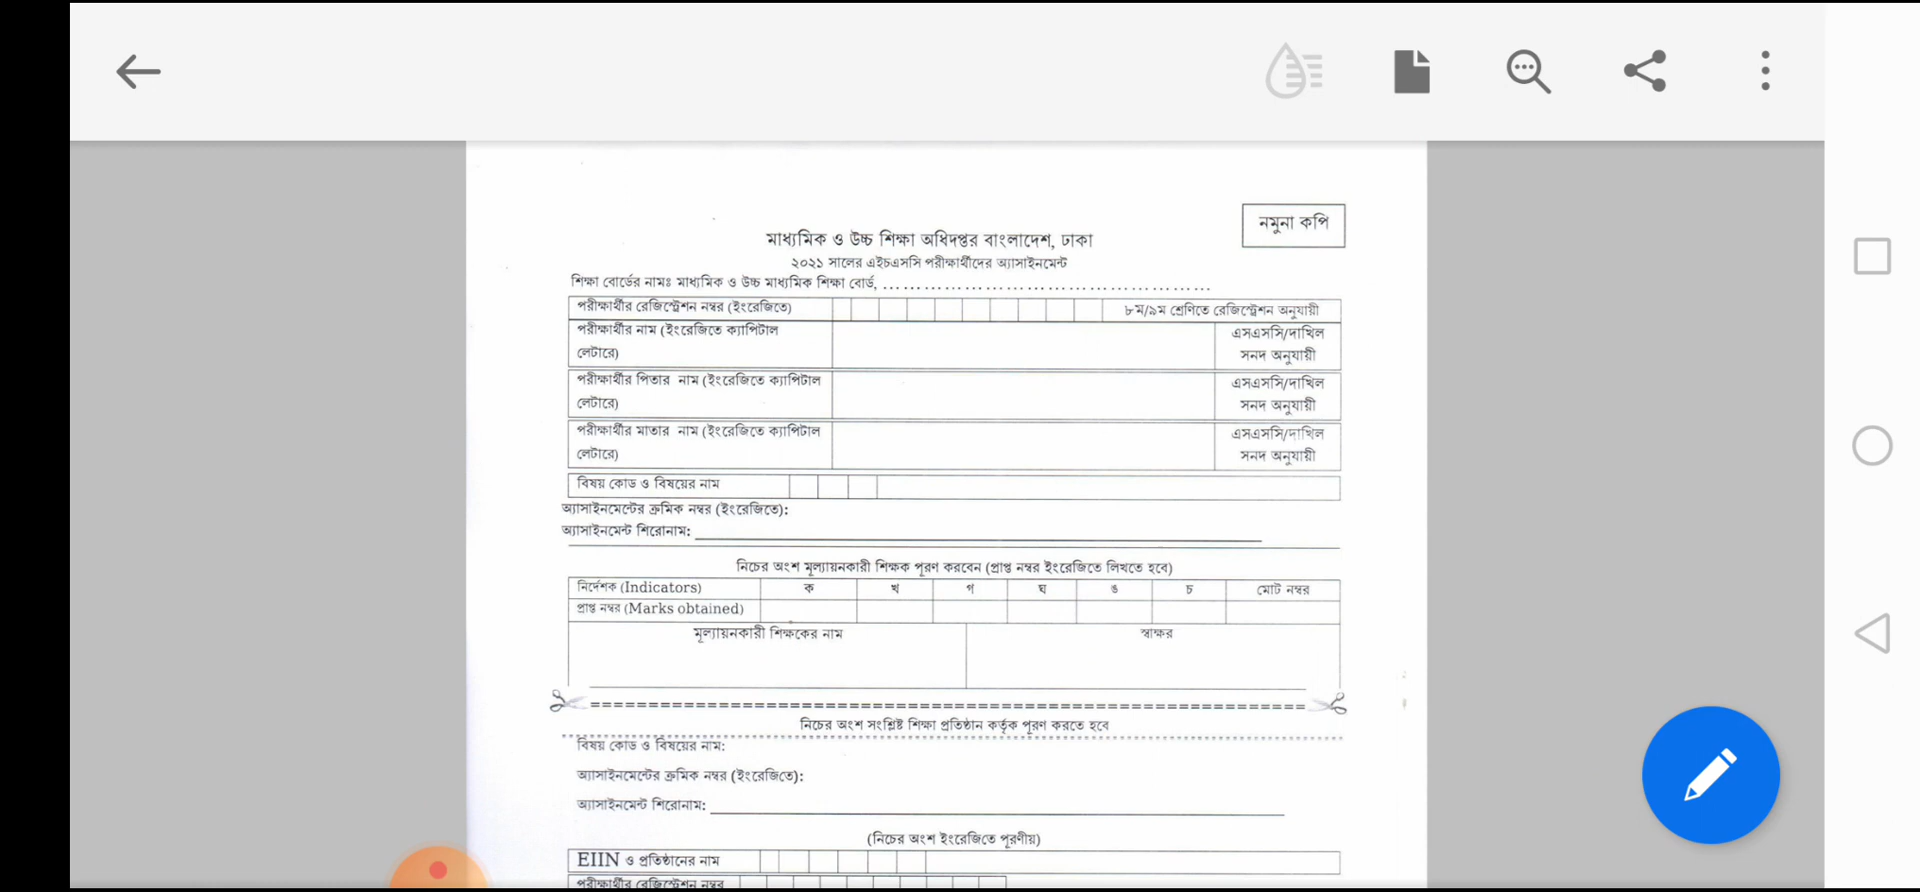 নমুনা কপি
মাধ্যমিক ও উচ্চ শিক্ষা অধিদপ্তর বাংলাদেশ, ঢাকা
২০২১ সালের এইচএসসি পরীক্ষার্থীদের অ্যাসাইনমেন্ট
শিক্ষা বোর্ডের নামঃ মাধ্যমিক ও উচ্চ মাধ্যমিক শিক্ষা বোর্ড, ................................................
পরীক্ষার্থীর রেজিস্ট্রেশন নম্বর (ইংরেজিতে) ৮ম/৯ম শ্রেণিতে রেজিস্ট্রেশন অনুযায়ী
পরীক্ষার্থীর নাম (ইংরেজিতে ক্যাপিটাল এসএসসি/দাখিল
লেটারে) সনদ অনুযায়ী
পরীক্ষার্থীর পিতার নাম (ইংরেজিতে ক্যাপিটাল এসএসসি/দাখিল
লেটারে) সনদ অনুযায়ী
পরীক্ষার্থীর মাতার নাম (ইংরেজিতে ক্যাপিটাল এসএসসি/দাখিল
লেটারে) সনদ অনুযায়ী
বিষয় কোড ও বিষয়ের নাম
অ্যাসাইনমেন্টের ক্রমিক নম্বর (ইংরেজিতে):
অ্যাসাইনমেন্ট শিরোনাম:
নিচের অংশ মূল্যায়নকারী শিক্ষক পূরণ করবেন (প্রাপ্ত নম্বর ইংরেজিতে লিখতে হবে)
নির্দেশক (Indicators) ক খ গ ঘ ঙ চ মোট নম্বর
প্রাপ্ত নম্বর (Marks obtained)
মূল্যায়নকারী শিক্ষকের নাম স্বাক্ষর
নিচের অংশ সংশ্লিষ্ট শিক্ষা প্রতিষ্ঠান কর্তৃক পূরণ করতে হবে
বিষয় কোড ও বিষয়ের নাম:
অ্যাসাইনমেন্টের ক্রমিক নম্বর (ইংরেজিতে):
অ্যাসাইনমেন্ট শিরোনাম:
(নিচের অংশ ইংরেজিতে পূরণীয়)
EIIN ও প্রতিষ্ঠানের নাম
পরীক্ষার্থীর রেজিস্ট্রেশন নম্বর